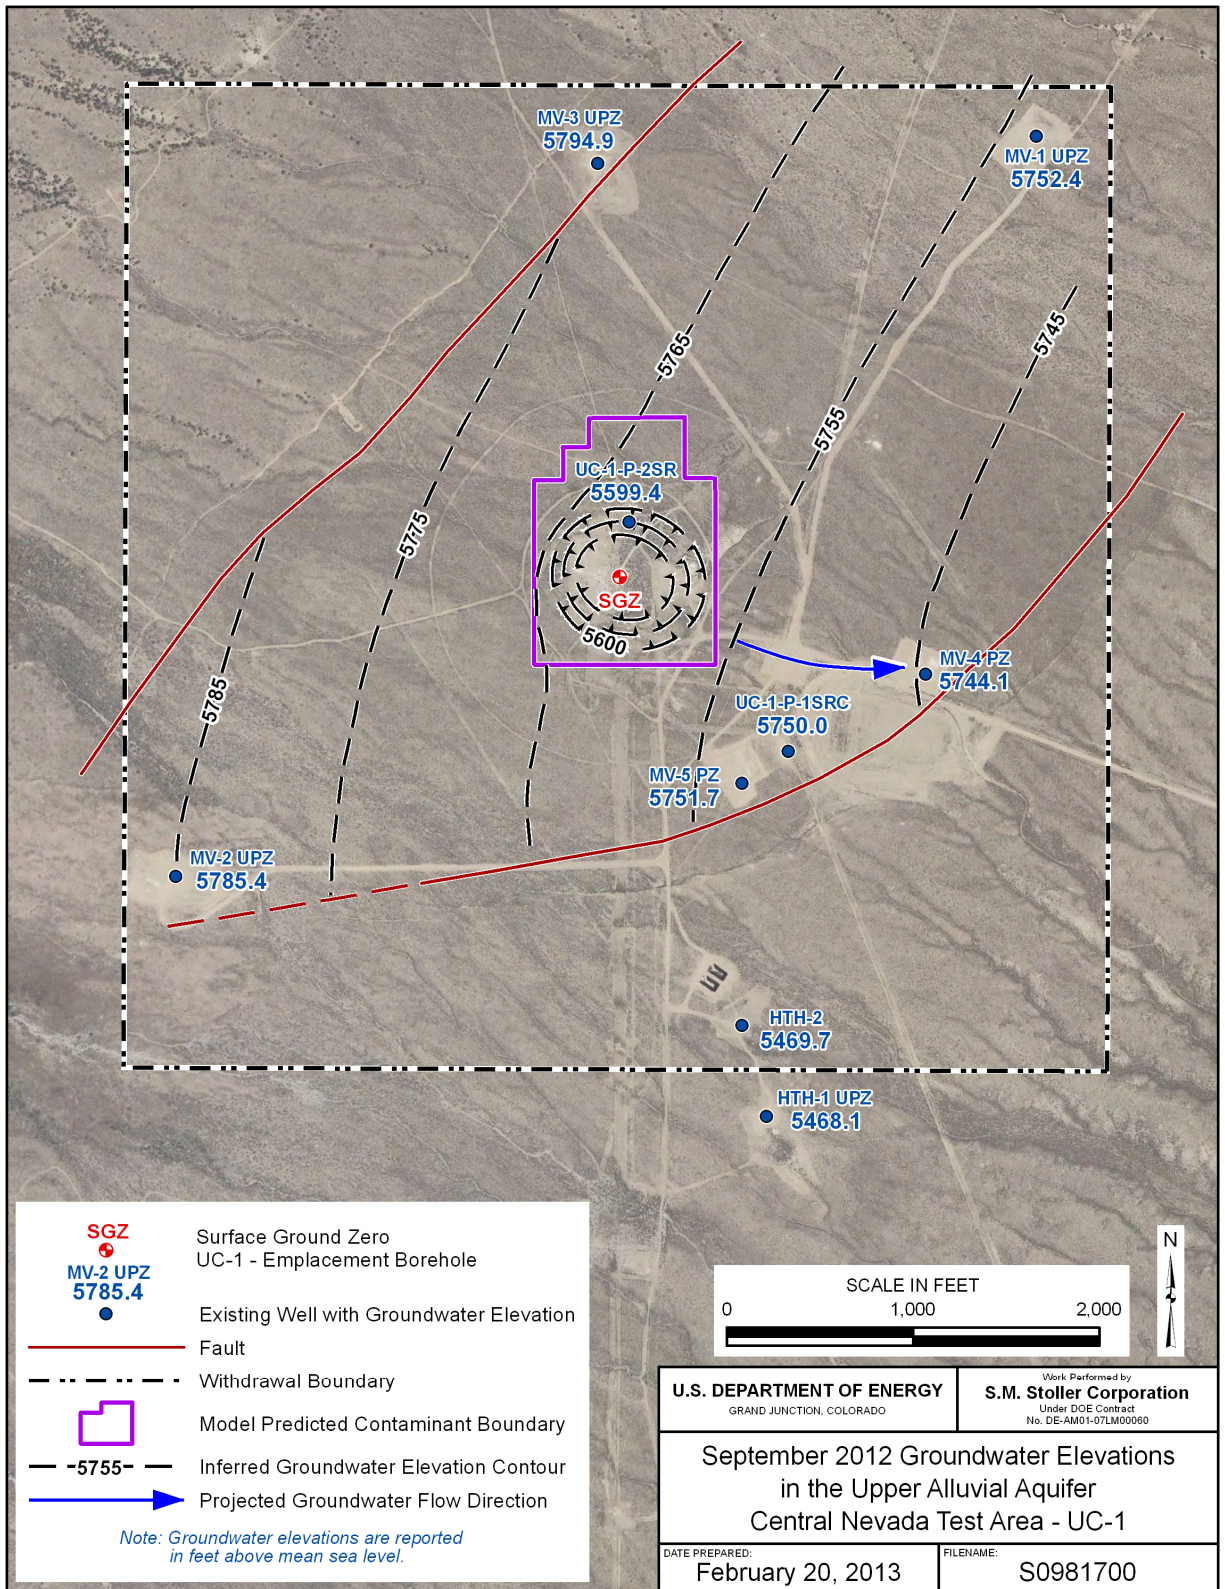 MV-3 UPZ
5794.9
MV-1 UPZ
5752.4
5765
5745
5755
UC-1-P-2SR
5599.4
5775
SGZ
5600
MV-4 PZ
5744.1
5785
UC-1-P-1SRC
5750.0
MV-5 PZ
5751.7
MV-2 UPZ
5785.4
HTH-2
5469.7
HTH-1 UPZ
5468.1
SGZ
Surface Ground Zero
UC-1 - Emplacement Borehole
MV-2 UPZ
5785.4
Existing Well with Groundwater Elevation
Fault
Withdrawal Boundary
Model Predicted Contaminant Boundary
5755
Inferred Groundwater Elevation Contour
Projected Groundwater Flow Direction
Note: Groundwater elevations are reported
in feet above mean sea level.
N
SCALE IN FEET
0 1,000 2,000
U.S. DEPARTMENT OF ENERGY
GRAND JUNCTION, COLORADO
Work Performed by
S.M. Stoller Corporation
Under DOE Contract
No. DE-AM01-07LM00060
September 2012 Groundwater Elevations
in the Upper Alluvial Aquifer
Central Nevada Test Area - UC-1
DATE PREPARED:
February 20, 2013
FILENAME:
S0981700